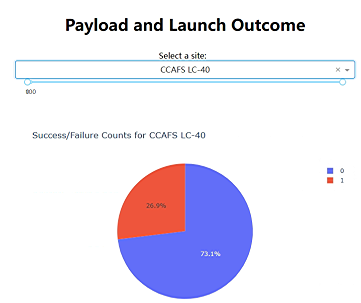 Payload and Launch Outcome
Select a site:
CCAFS LC-40
Success/Failure Counts for CCAFS LC-40
0
1
26.9%
73.1%